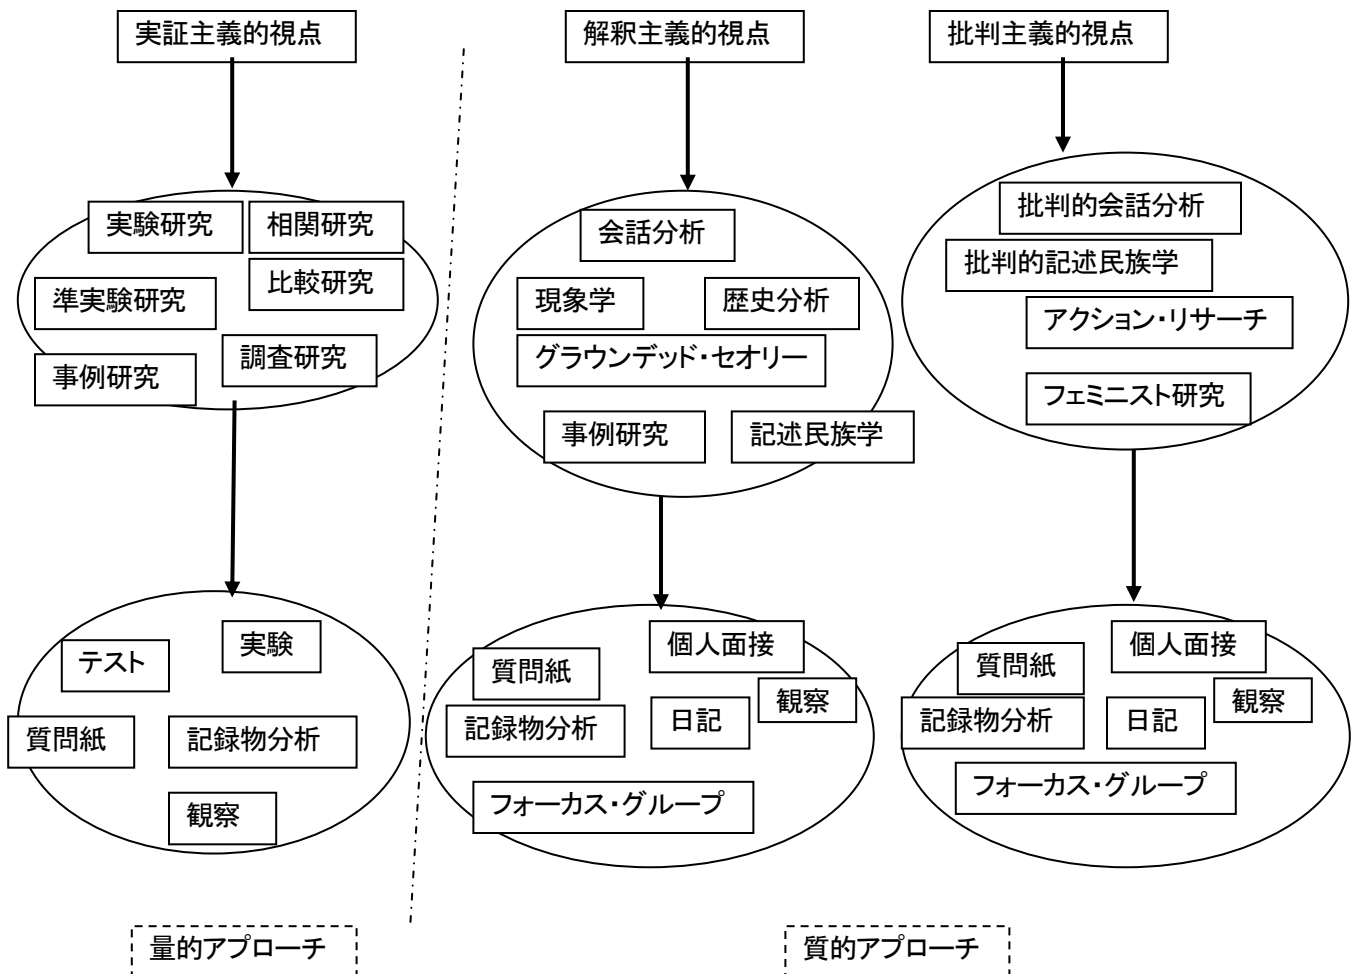 実証主義的視点
解釈主義的視点
批判主義的視点
実験研究
相関研究
比較研究
準実験研究
調査研究
事例研究
会話分析
現象学
歴史分析
グラウンデッド・セオリー
事例研究
記述民族学
批判的会話分析
批判的記述民族学
アクション・リサーチ
フェミニスト研究
実験
テスト
質問紙
記録物分析
観察
個人面接
質問紙
観察
記録物分析
日記
フォーカス・グループ
個人面接
質問紙
観察
記録物分析
日記
フォーカス・グループ
量的アプローチ
質的アプローチ